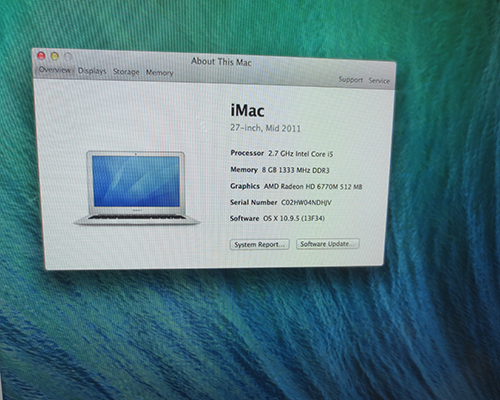 About This Mac
Overview Displays Storage Memory
Support Service
iMac
27-inch, Mid 2011
Processor 2.7 GHz Intel Core i5
Memory 8 GB 1333 MHz DDR3
Graphics AMD Radeon HD 6770M 512 MB
Serial Number C02HW04NDHJV
Software OS X 10.9.5 (13F34)
System Report... Software Update...